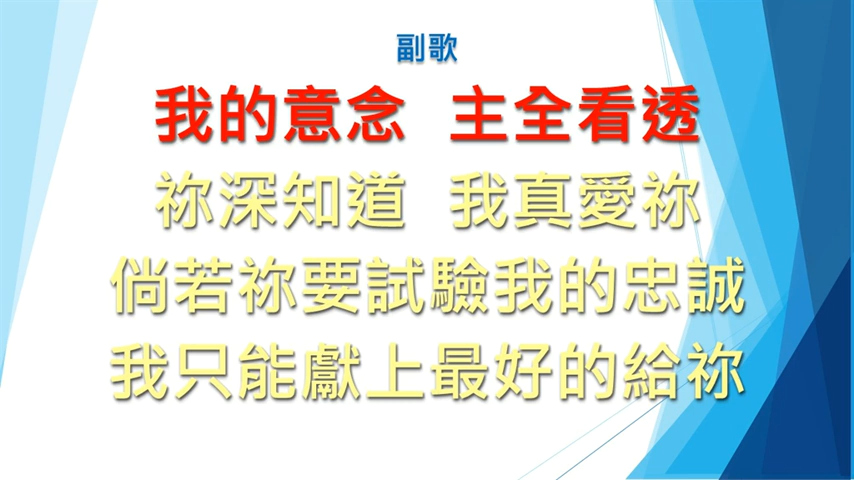 副歌
我的意念 主全看透
祢深知道 我真愛祢
倘若祢要試驗我的忠誠
我只能獻上最好的給祢